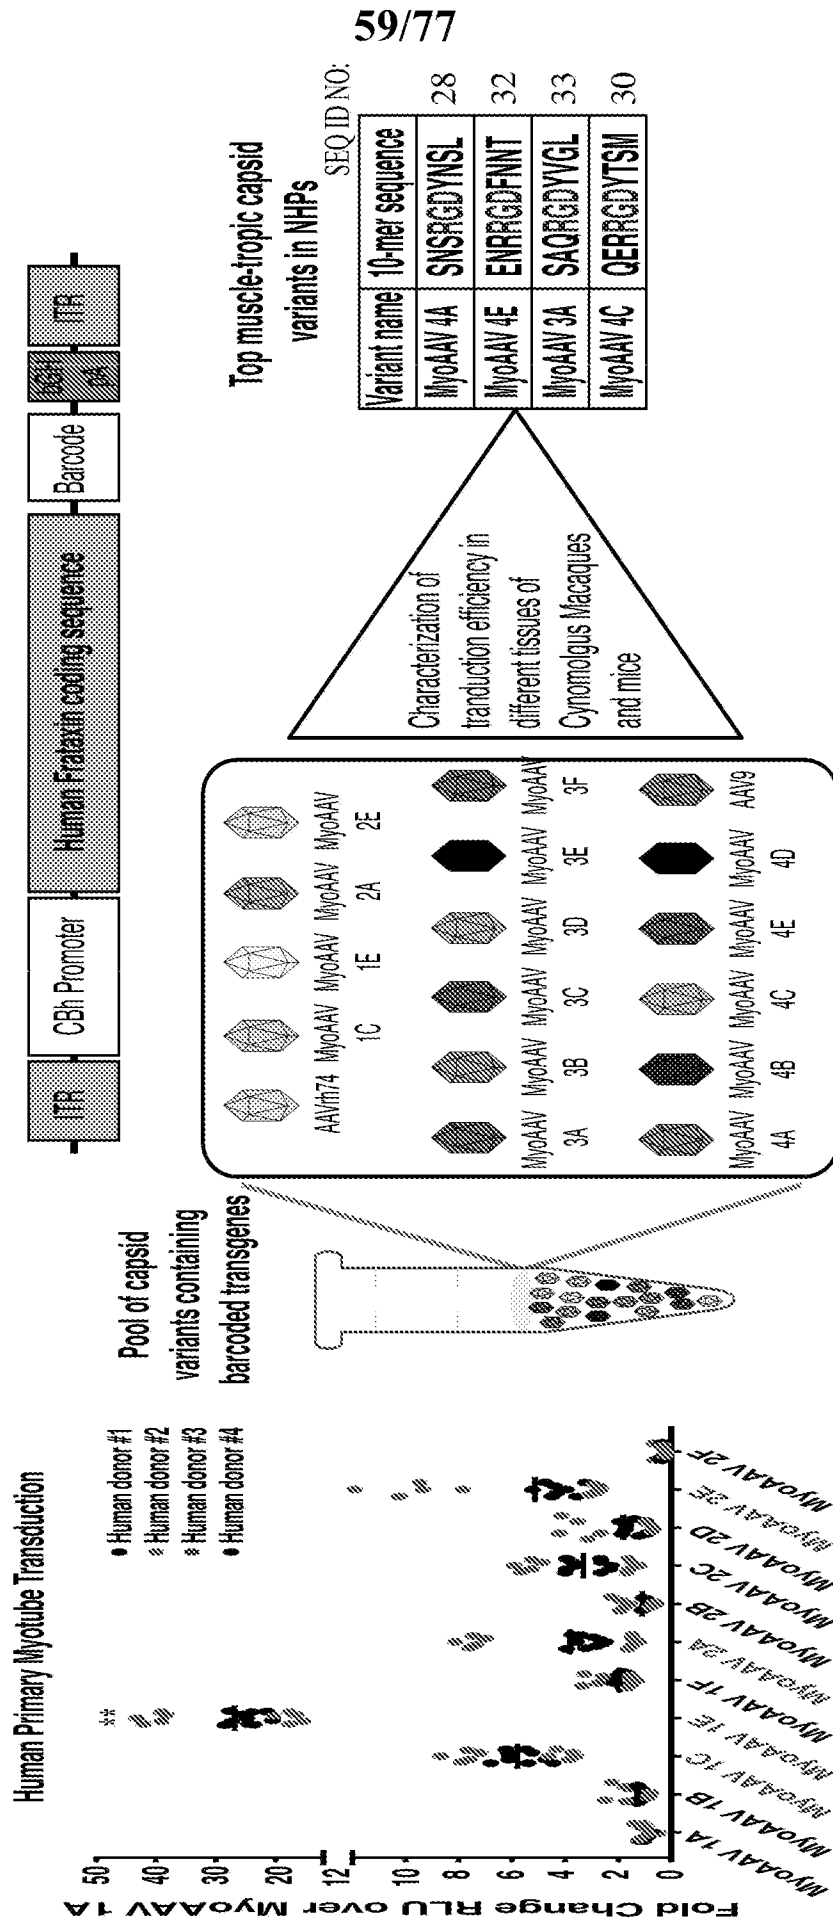 59/77
ITR
CBh Promoter
Human Frataxin coding sequence
Barcode
bGH
pA
ITR
Human Primary Myotube Transduction
Human donor #1
Human donor #2
Human donor #3
Human donor #4
Fold Change RLU over MyoAAV 1A
50
40
30
20
12
10
8
6
4
2
0
**
MyoAAV 1A
MyoAAV 1B
MyoAAV 1C
MyoAAV 1E
MyoAAV 1F
MyoAAV 2A
MyoAAV 2B
MyoAAV 2C
MyoAAV 2D
MyoAAV 2E
MyoAAV 2F
Pool of capsid
variants containing
barcoded transgenes
AAVrh74
MyoAAV
1C
MyoAAV
1E
MyoAAV
2A
MyoAAV
2E
MyoAAV
3A
MyoAAV
3B
MyoAAV
3C
MyoAAV
3D
MyoAAV
3E
MyoAAV
3F
MyoAAV
4A
MyoAAV
4B
MyoAAV
4C
MyoAAV
4E
MyoAAV
4D
AAV9
Characterization of
tranduction efficiency in
different tissues of
Cynomolgus Macaques
and mice
Top muscle-tropic capsid
variants in NHPs
SEQ ID NO:
Variant name 10-mer sequence
MyoAAV 4A SNSRGDYNSL 28
MyoAAV 4E ENRRGDFNNT 32
MyoAAV 3A SAQRGDYVGL 33
MyoAAV 4C QERRGDYTSM 30